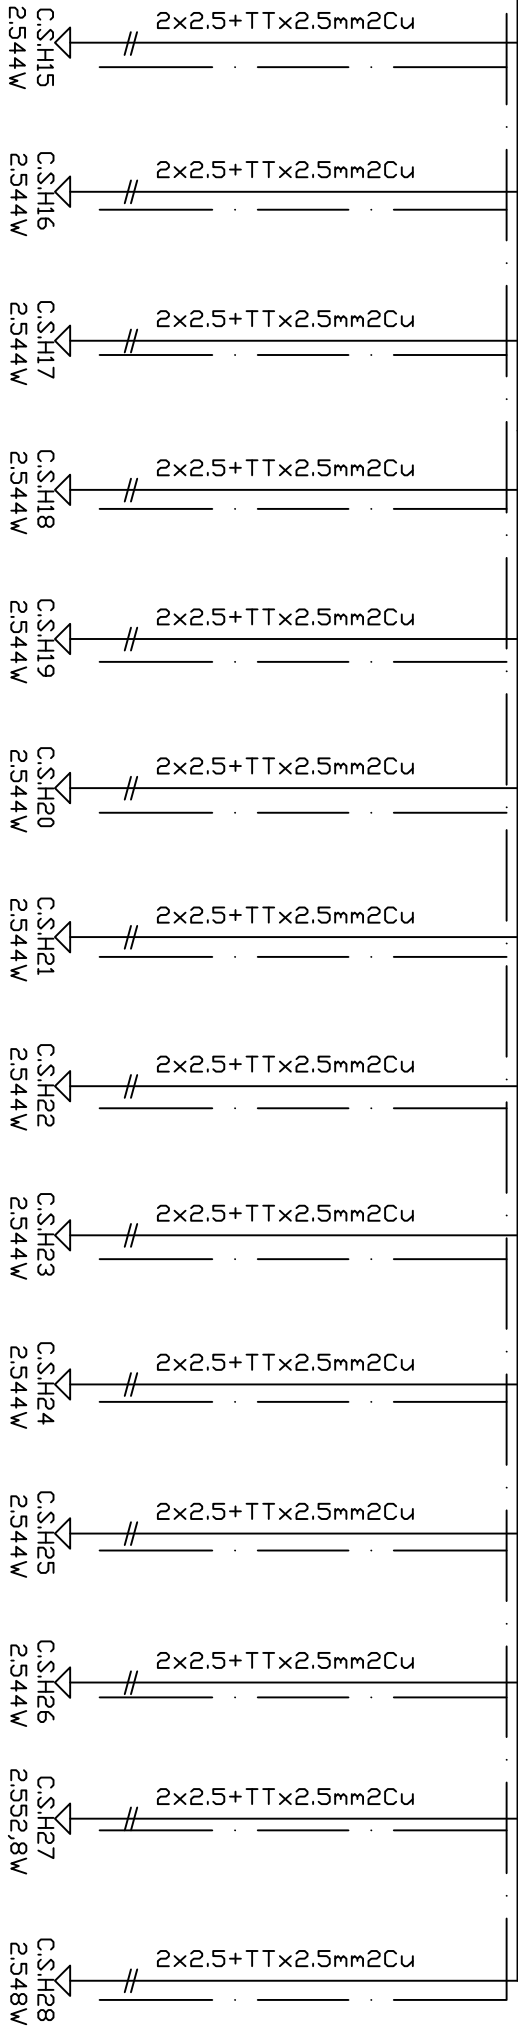 2x2.5+TTx2.5mm2Cu
C.S.H15
2.544W
2x2.5+TTx2.5mm2Cu
C.S.H16
2.544W
2x2.5+TTx2.5mm2Cu
C.S.H17
2.544W
2x2.5+TTx2.5mm2Cu
C.S.H18
2.544W
2x2.5+TTx2.5mm2Cu
C.S.H19
2.544W
2x2.5+TTx2.5mm2Cu
C.S.H20
2.544W
2x2.5+TTx2.5mm2Cu
C.S.H21
2.544W
2x2.5+TTx2.5mm2Cu
C.S.H22
2.544W
2x2.5+TTx2.5mm2Cu
C.S.H23
2.544W
2x2.5+TTx2.5mm2Cu
C.S.H24
2.544W
2x2.5+TTx2.5mm2Cu
C.S.H25
2.544W
2x2.5+TTx2.5mm2Cu
C.S.H26
2.544W
2x2.5+TTx2.5mm2Cu
C.S.H27
2.552,8W
2x2.5+TTx2.5mm2Cu
C.S.H28
2.548W